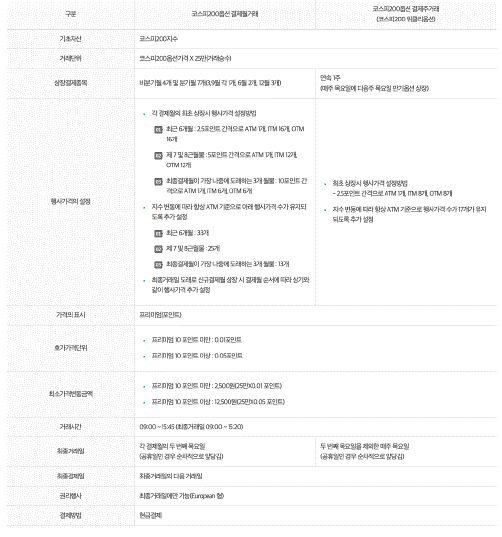 구분
코스피200옵션 결제월거래
코스피200옵션 결제주거래
(코스피200 위클리옵션)
기초자산
코스피200지수
거래단위
코스피200옵션가격 X 25만(거래승수)
상장결제종목
비분기월 4개 및 분기월 7개(3,9월 각 1개, 6월 2개, 12월 3개)
연속 1주
(매주 목요일에 다음주 목요일 만기옵션 상장)
행사가격의 설정
각 결제월의 최초 상장시 행사가격 설정방법
01 최근 6개월 : 2.5포인트 간격으로 ATM 1개, ITM 16개, OTM
16개
02 제 7 및 8근월물 : 5포인트 간격으로 ATM 1개, ITM 12개,
OTM 12개
03 최종결제월이 가장 나중에 도래하는 3개 월물 : 10포인트 간
격으로 ATM 1개, ITM 6개, OTM 6개
지수 변동에 따라 항상 ATM 기준으로 아래 행사가격 수가 유지되
도록 추가 설정
01 최근 6개월 : 33개
02 제 7 및 8근월물 : 25개
03 최종결제월이 가장 나중에 도래하는 3개 월물 : 13개
최종거래일 도래로 신규결제월 상장 시 결제월 순서에 따라 상기와
같이 행사가격 추가 설정
최초 상장시 행사가격 설정방법
- 2.5포인트 간격으로 ATM 1개, ITM 8개, OTM 8개
지수 변동에 따라 항상 ATM 기준으로 행사가격 수가 17개가 유지
되도록 추가 설정
가격의 표시
프리미엄(포인트)
호가가격단위
프리미엄 10 포인트 미만 : 0.01포인트
프리미엄 10 포인트 이상 : 0.05포인트
최소가격변동금액
프리미엄 10 포인트 미만 : 2,500원(25만X0.01 포인트)
프리미엄 10 포인트 이상 : 12,500원(25만X0.05 포인트)
거래시간
09:00 ~ 15:45 (최종거래일 09:00 ~ 15:20)
최종거래일
각 결제월의 두 번째 목요일
(공휴일인 경우 순차적으로 앞당김)
두 번째 목요일을 제외한 매주 목요일
(공휴일인 경우 순차적으로 앞당김)
최종결제일
최종거래일의 다음 거래일
권리행사
최종거래일에만 가능(European 형)
결제방법
현금결제